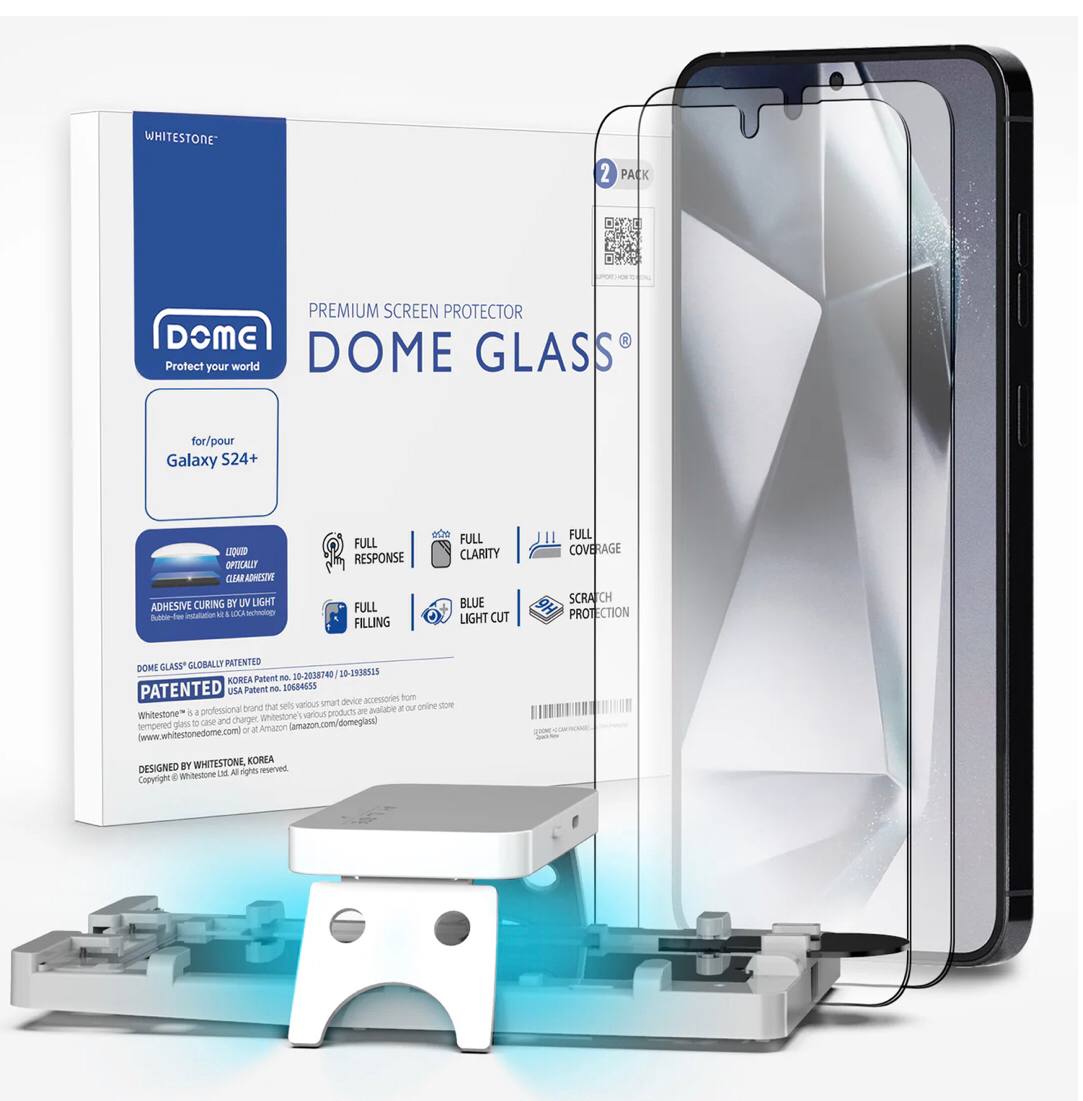 WHITESTONE™
2 PACK
PREMIUM SCREEN PROTECTOR
DOME GLASS®
DOME
Protect your world
for/pour
Galaxy S24+
LIQUID
OPTICALLY
CLEAR ADHESIVE
ADHESIVE CURING BY UV LIGHT
Bubble-free installation kit & LOCA technology
FULL
RESPONSE
FULL
CLARITY
FULL
COVERAGE
FULL
FILLING
BLUE
LIGHT CUT
9H
SCRATCH
PROTECTION
DOME GLASS® GLOBALLY PATENTED
PATENTED
KOREA Patent no. 10-2038740 / 10-1938515
USA Patent no. 10684655
Whitestone™ is a professional brand that sells various smart device accessories from
tempered glass to case and charger. Whitestone's various products are available at our online store
(www.whitestonedome.com) or at Amazon (amazon.com/domeglass)
DESIGNED BY WHITESTONE, KOREA
Copyright © Whitestone Ltd. All rights reserved.